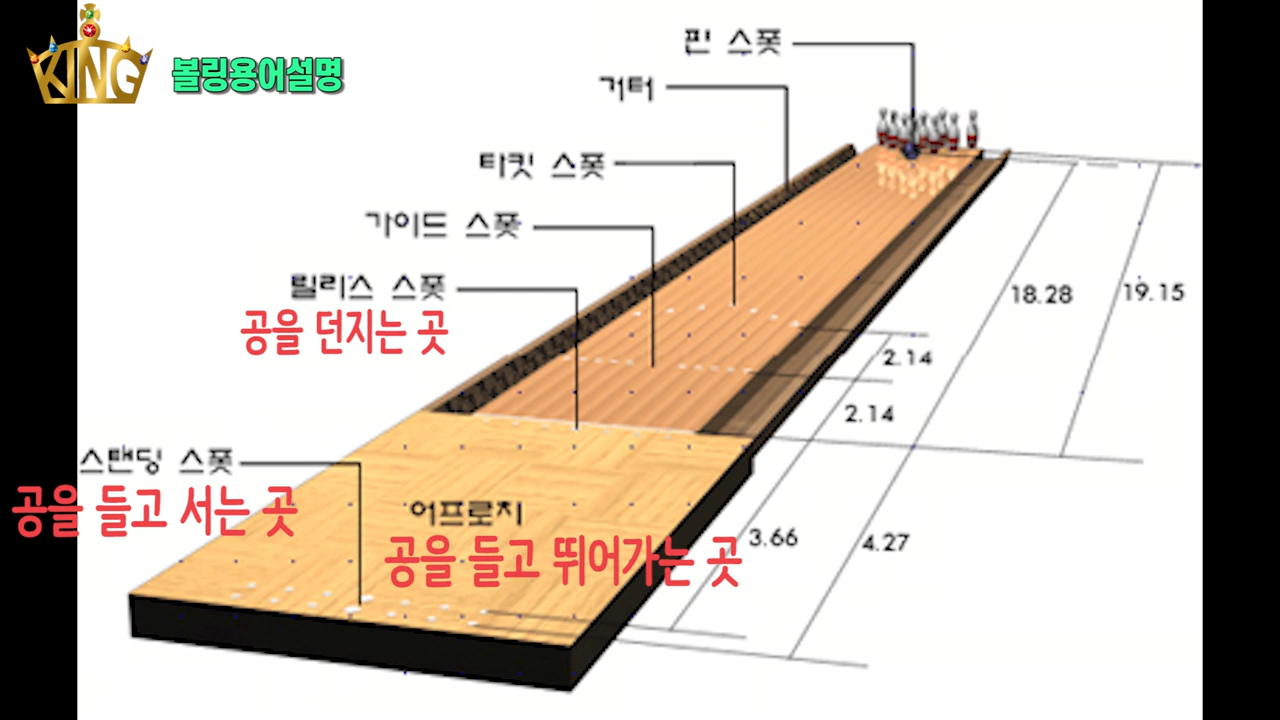 KING
볼링용어설명
핀 스폿
거터
타킷 스폿
가이드 스폿
릴리스 스폿
공을 던지는 곳
18.28
19.15
2.14
2.14
스탠딩 스폿
공을 들고 서는 곳
어프로치
공을 들고 뛰어가는 곳
3.66
4.27